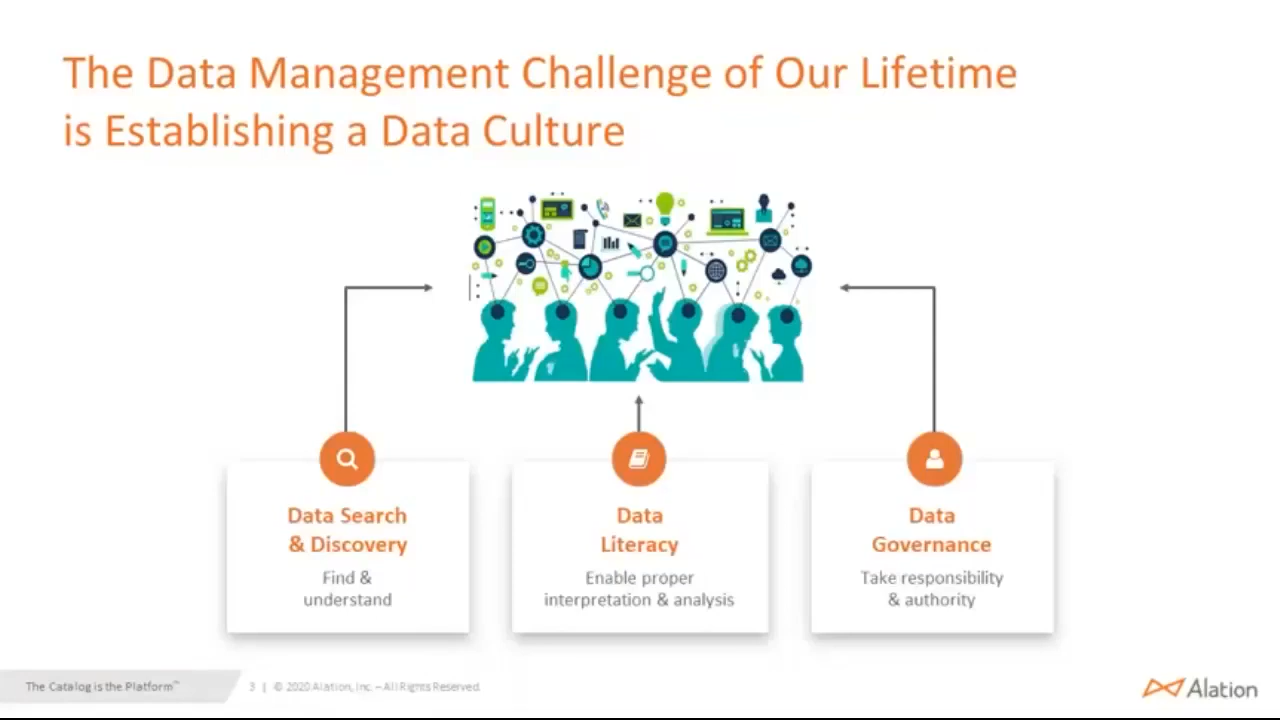 The Data Management Challenge of Our Lifetime
is Establishing a Data Culture
Data Search
& Discovery
Find &
understand
Data
Literacy
Enable proper
interpretation & analysis
Data
Governance
Take responsibility
& authority
The Catalog is the Platform™
3 | © 2020 Alation, Inc. – All Rights Reserved
Alation